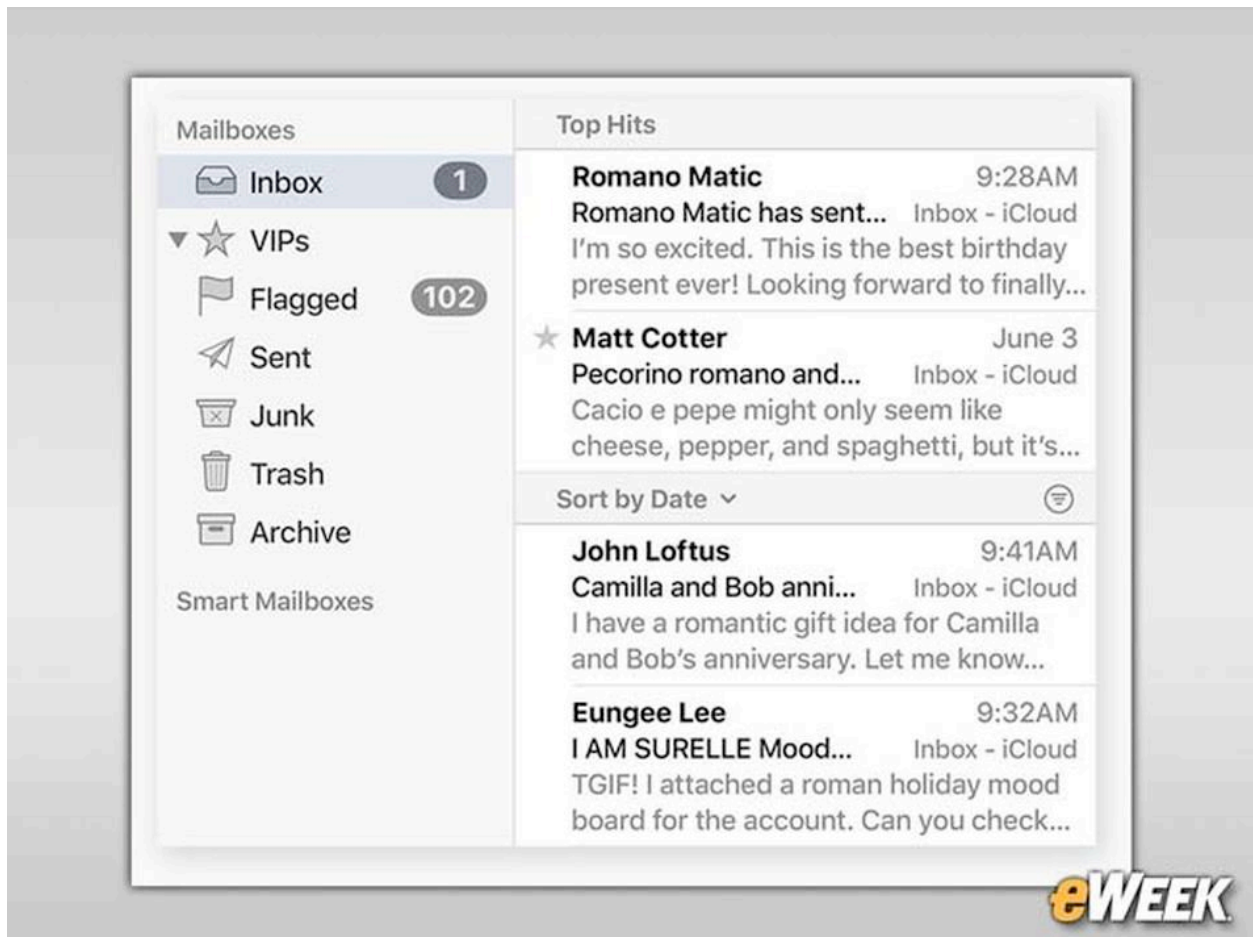 Mailboxes
Inbox 1
VIPs
Flagged 102
Sent
Junk
Trash
Archive
Smart Mailboxes
Top Hits
Romano Matic 9:28AM
Romano Matic has sent... Inbox - iCloud
I'm so excited. This is the best birthday
present ever! Looking forward to finally...
Matt Cotter June 3
Pecorino romano and... Inbox - iCloud
Cacio e pepe might only seem like
cheese, pepper, and spaghetti, but it's...
Sort by Date
John Loftus 9:41AM
Camilla and Bob anni... Inbox - iCloud
I have a romantic gift idea for Camilla
and Bob's anniversary. Let me know...
Eungee Lee 9:32AM
I AM SURELLE Mood... Inbox - iCloud
TGIF! I attached a roman holiday mood
board for the account. Can you check...
eWEEK